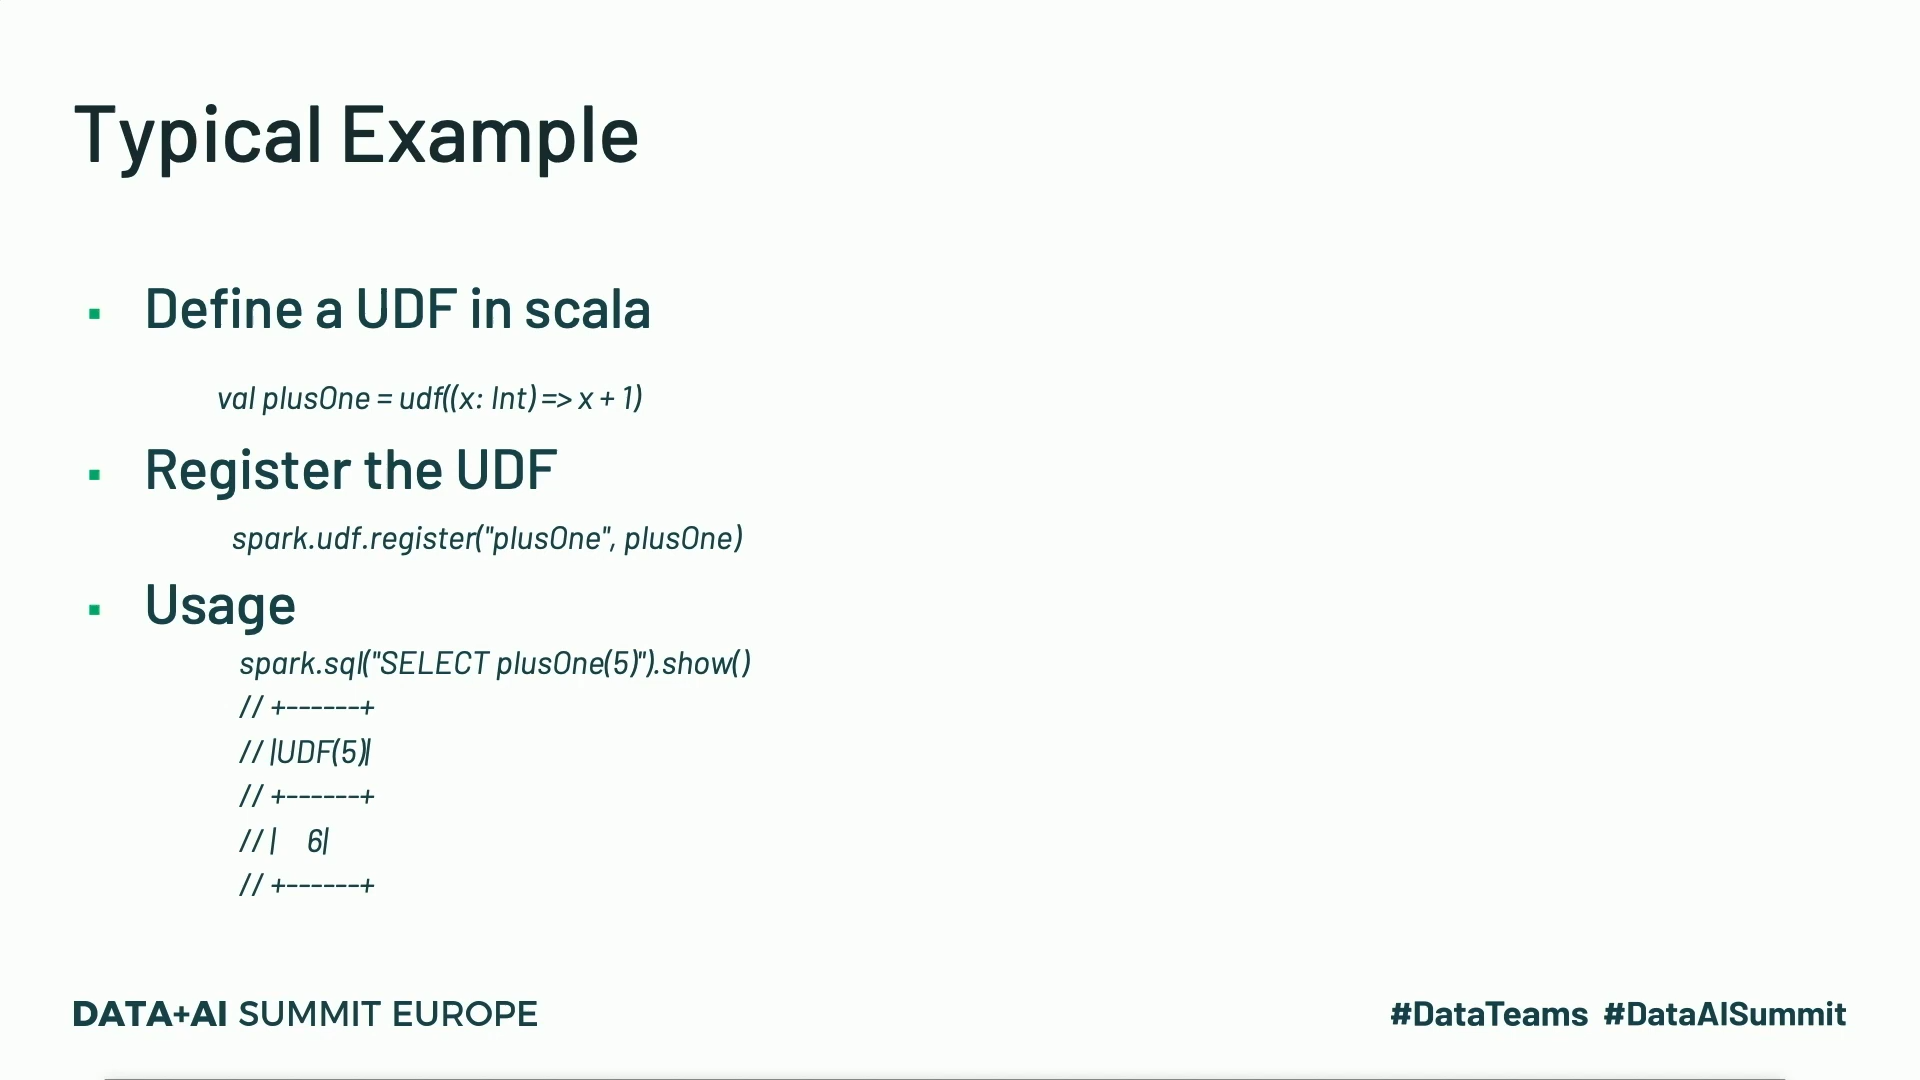 Typical Example
▪ Define a UDF in scala
val plusOne = udf((x: Int) => x + 1)
▪ Register the UDF
spark.udf.register("plusOne", plusOne)
▪ Usage
spark.sql("SELECT plusOne(5)").show()
// +------+
// |UDF(5)|
// +------+
// |     6|
// +------+
DATA+AI SUMMIT EUROPE
#DataTeams #DataAISummit